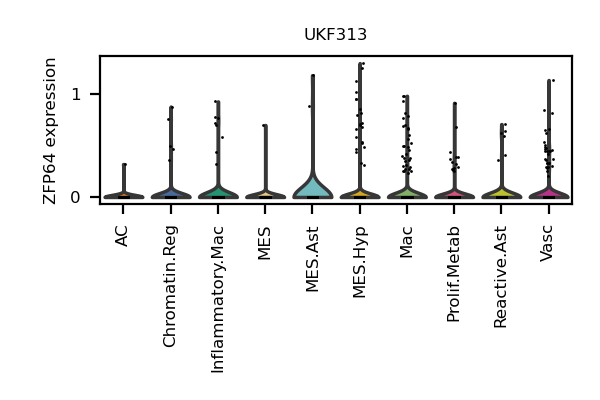 UKF313
ZFP64 expression
1
0
AC
Chromatin.Reg
Inflammatory.Mac
MES
MES.Ast
MES.Hyp
Mac
Prolif.Metab
Reactive.Ast
Vasc